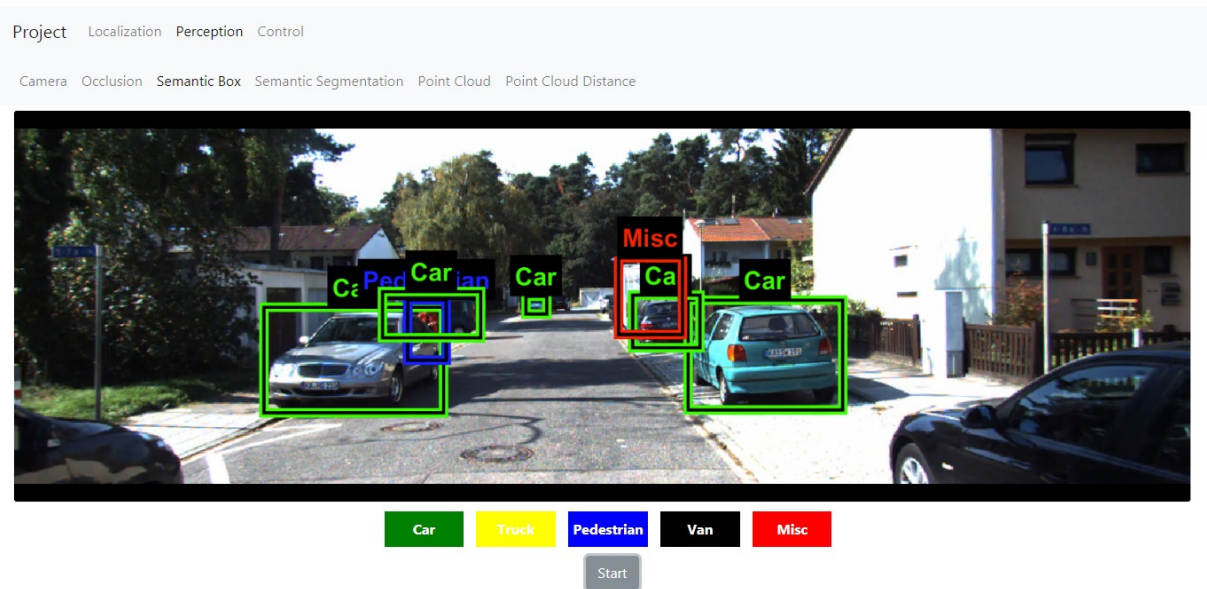 Project Localization Perception Control
Camera Occlusion Semantic Box Semantic Segmentation Point Cloud Point Cloud Distance
Misc
Car Car Ca Car
Car Truck Pedestrian Van Misc
Start